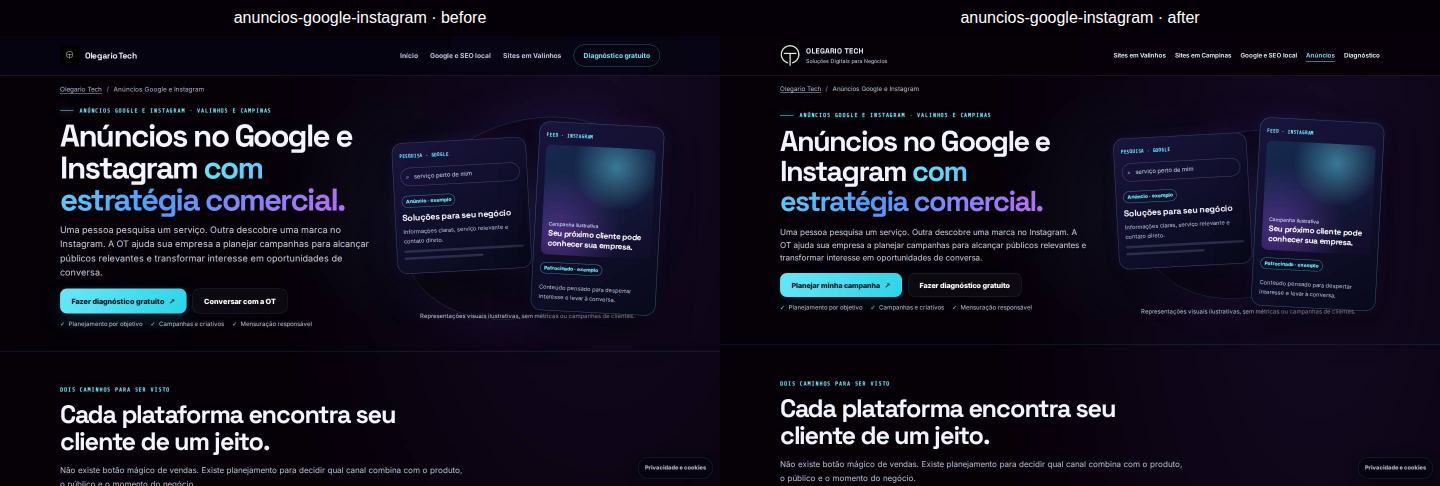 anuncios-google-instagram · before
Olegario Tech
Início Google e SEO local Sites em Valinhos Diagnóstico gratuito
Olegario Tech / Anúncios Google e Instagram
ANÚNCIOS GOOGLE E INSTAGRAM · VALINHOS E CAMPINAS
Anúncios no Google e
Instagram com
estratégia comercial.
Uma pessoa pesquisa um serviço. Outra descobre uma marca no
Instagram. A OT ajuda sua empresa a planejar campanhas para alcançar
públicos relevantes e transformar interesse em oportunidades de
conversa.
Fazer diagnóstico gratuito ↗ Conversar com a OT
✓ Planejamento por objetivo ✓ Campanhas e criativos ✓ Mensuração responsável
PESQUISA · GOOGLE
serviço perto de mim
Anúncio · exemplo
Soluções para seu negócio
Informações claras, serviço relevante e
contato direto.
FEED · INSTAGRAM
Campanha ilustrativa
Seu próximo cliente pode
conhecer sua empresa.
Patrocinado · exemplo
Conteúdo pensado para despertar
interesse e levar à conversa.
Representações visuais ilustrativas, sem métricas ou campanhas de clientes.
DOIS CAMINHOS PARA SER VISTO
Cada plataforma encontra seu
cliente de um jeito.
Não existe botão mágico de vendas. Existe planejamento para decidir qual canal combina com o produto,
o público e o momento do negócio.
Privacidade e cookies
anuncios-google-instagram · after
OLEGARIO TECH
Soluções Digitais para Negócios
Sites em Valinhos Sites em Campinas Google e SEO local Anúncios Diagnóstico
Olegario Tech / Anúncios Google e Instagram
ANÚNCIOS GOOGLE E INSTAGRAM · VALINHOS E CAMPINAS
Anúncios no Google e
Instagram com
estratégia comercial.
Uma pessoa pesquisa um serviço. Outra descobre uma marca no Instagram. A
OT ajuda sua empresa a planejar campanhas para alcançar públicos relevantes e
transformar interesse em oportunidades de conversa.
Planejar minha campanha ↗ Fazer diagnóstico gratuito
✓ Planejamento por objetivo ✓ Campanhas e criativos ✓ Mensuração responsável
PESQUISA · GOOGLE
serviço perto de mim
Anúncio · exemplo
Soluções para seu negócio
Informações claras, serviço relevante e
contato direto.
FEED · INSTAGRAM
Campanha ilustrativa
Seu próximo cliente pode
conhecer sua empresa.
Patrocinado · exemplo
Conteúdo pensado para despertar
interesse e levar à conversa.
Representações visuais ilustrativas, sem métricas ou campanhas de clientes.
DOIS CAMINHOS PARA SER VISTO
Cada plataforma encontra seu
cliente de um jeito.
Não existe botão mágico de vendas. Existe planejamento para decidir qual canal combina com o produto,
o público e o momento do negócio.
Privacidade e cookies